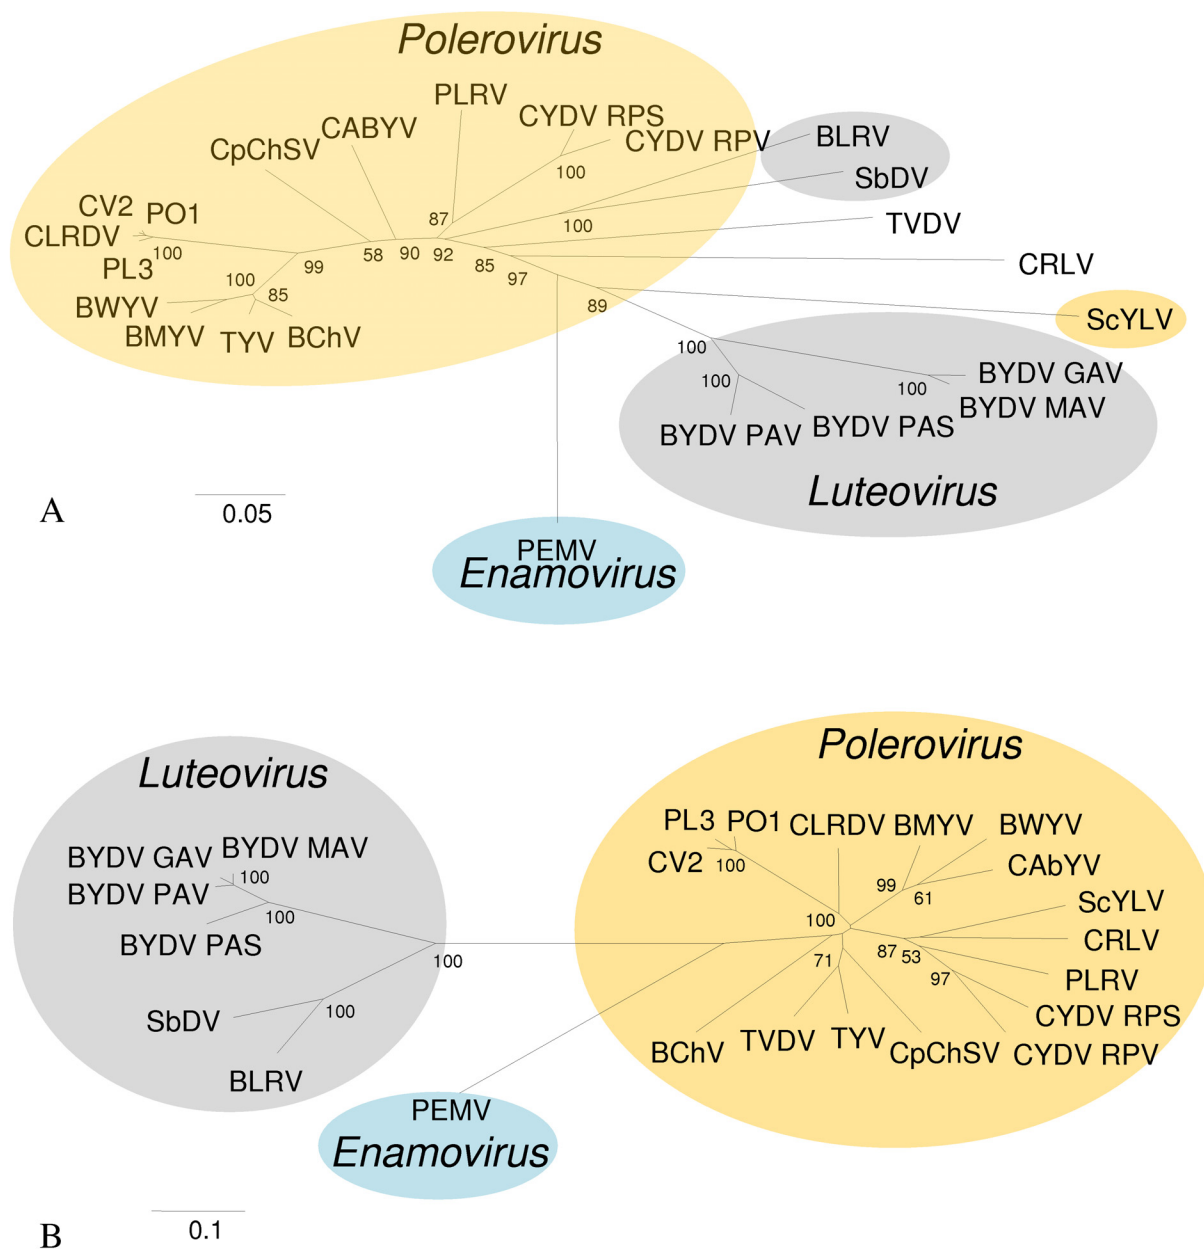 Polerovirus
PLRV
CYDV RPS
CABYV
CYDV RPV
BLRV
CpChSV
100
SbDV
CV2
PO1
87
100
TVDV
CLRDV
100
99
58
90
92
85
97
CRLV
PL3
100
85
89
BWYV
ScYLV
BMYV
TYV
BChV
100
100
100
BYDV GAV
BYDV MAV
BYDV PAV
BYDV PAS
Luteovirus
A
0.05
PEMV
Enamovirus
Polerovirus
Luteovirus
PL3
PO1
CLRDV
BMYV
BWYV
BYDV GAV
BYDV MAV
CV2
100
CAbYV
100
99
61
BYDV PAV
ScYLV
100
100
BYDV PAS
CRLV
100
71
87
53
97
PLRV
SbDV
100
CYDV RPS
BChV
TVDV
TYV
CpChSV
CYDV RPV
BLRV
PEMV
Enamovirus
B
0.1